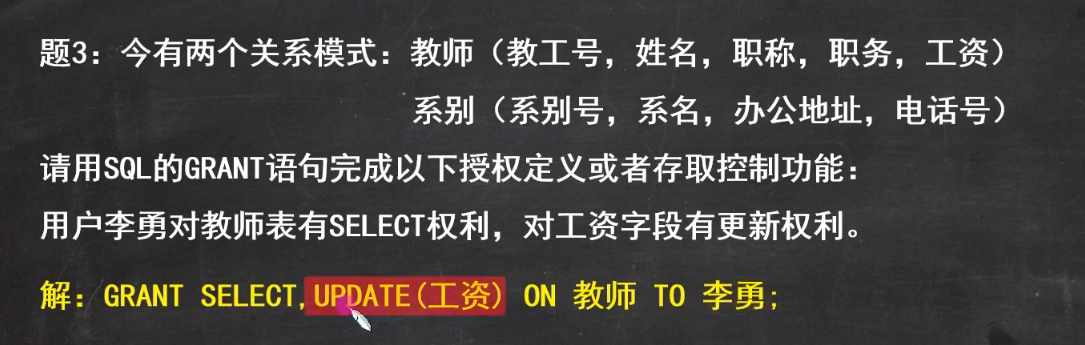 题3：今有两个关系模式：教师（教工号，姓名，职称，职务，工资）
系别（系别号，系名，办公地址，电话号）
请用SQL的GRANT语句完成以下授权定义或者存取控制功能：
用户李勇对教师表有SELECT权利，对工资字段有更新权利。
解：GRANT SELECT,UPDATE(工资) ON 教师 TO 李勇;